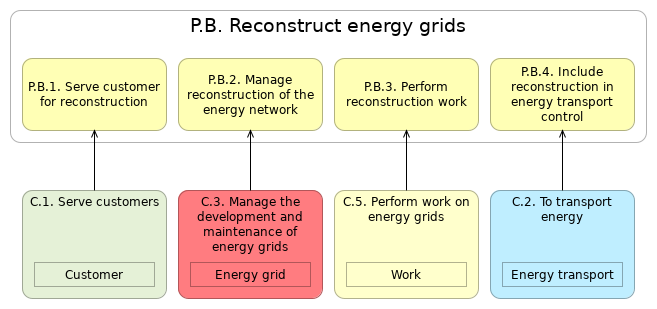 P.B. Reconstruct energy grids
P.B.1. Serve customer
for reconstruction
P.B.2. Manage
reconstruction of the
energy network
P.B.3. Perform
reconstruction work
P.B.4. Include
reconstruction in
energy transport
control
C.1. Serve customers
Customer
C.3. Manage the
development and
maintenance of
energy grids
Energy grid
C.5. Perform work on
energy grids
Work
C.2. To transport
energy
Energy transport